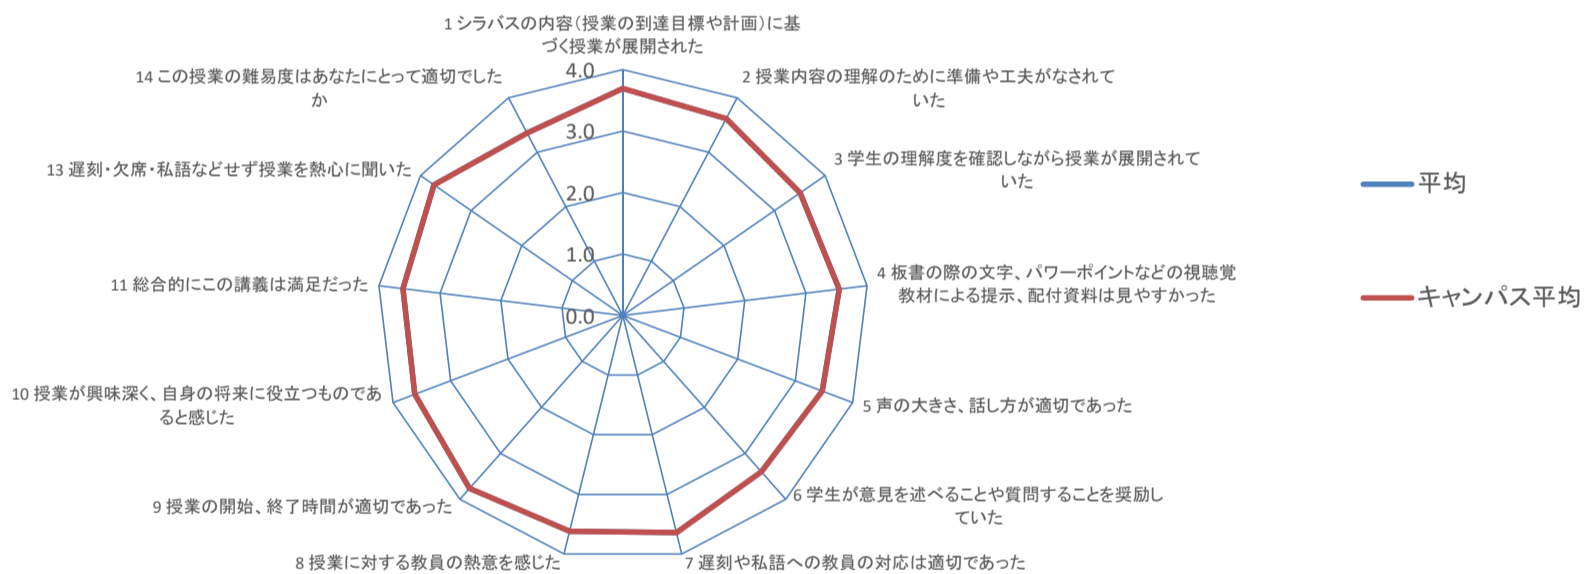 1 シラバスの内容（授業の到達目標や計画）に基
づく授業が展開された
2 授業内容の理解のために準備や工夫がなされて
いた
3 学生の理解度を確認しながら授業が展開されて
いた
4 板書の際の文字、パワーポイントなどの視聴覚
教材による提示、配付資料は見やすかった
5 声の大きさ、話し方が適切であった
6 学生が意見を述べることや質問することを奨励し
ていた
7 遅刻や私語への教員の対応は適切であった
8 授業に対する教員の熱意を感じた
9 授業の開始、終了時間が適切であった
10 授業が興味深く、自身の将来に役立つものであ
ると感じた
11 総合的にこの講義は満足だった
13 遅刻・欠席・私語などせず授業を熱心に聞いた
14 この授業の難易度はあなたにとって適切でした
か
4.0
3.0
2.0
1.0
0.0
平均
キャンパス平均